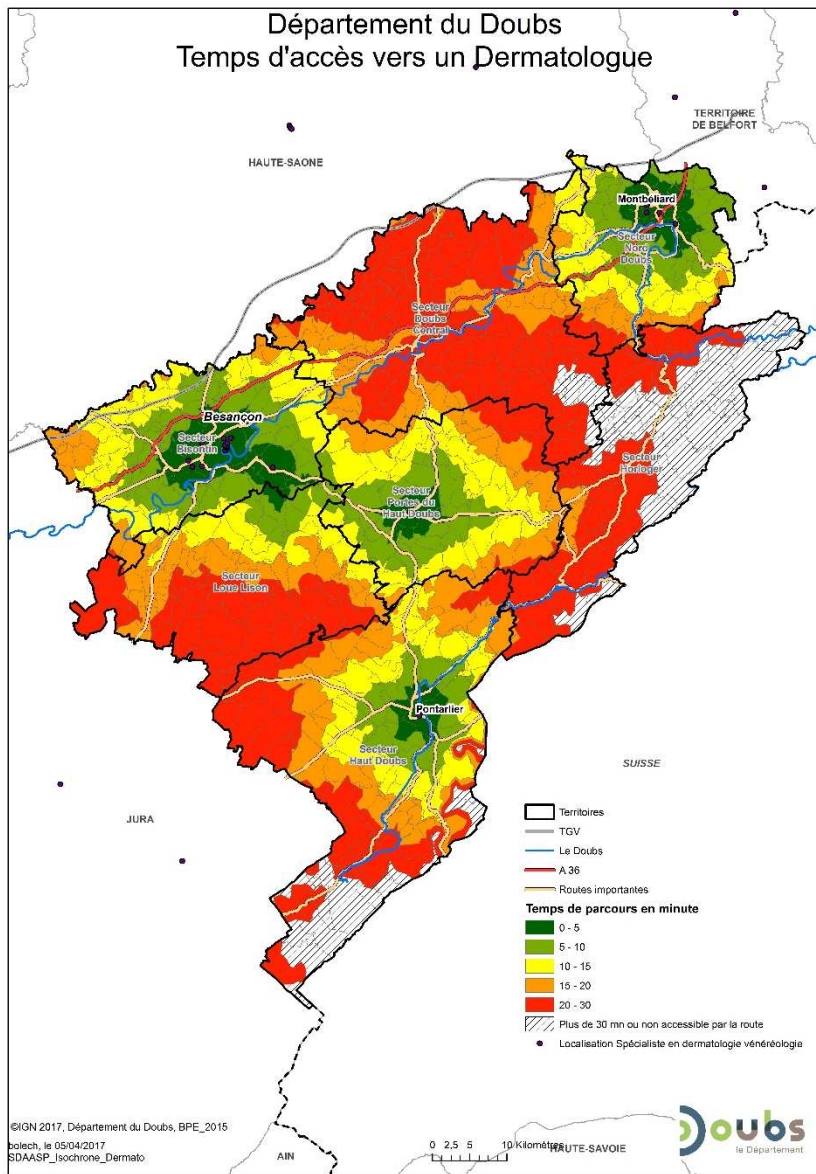 Département du Doubs
Temps d'accès vers un Dermatologue
TERRITOIRE
DE BELFORT
HAUTE-SAONE
Montbéliard
Secteur
Nord
Doubs
Secteur
Doubs
Central
Besançon
Secteur
Bisontin
Secteur
Horloger
Secteur
Portes du
Haut Doubs
Secteur
Loue Lison
Pontarlier
Secteur
Haut Doubs
SUISSE
JURA
Territoires
TGV
Le Doubs
A 36
Routes importantes
Temps de parcours en minute
0 - 5
5 - 10
10 - 15
15 - 20
20 - 30
Plus de 30 mn ou non accessible par la route
Localisation Spécialiste en dermatologie vénéréologie
©IGN 2017, Département du Doubs, BPE_2015
bolech, le 05/04/2017
SDAASP_Isochrone_Dermato
AIN
0 2,5 5 10 Kilomètres
HAUTE-SAVOIE
Doubs
le Département